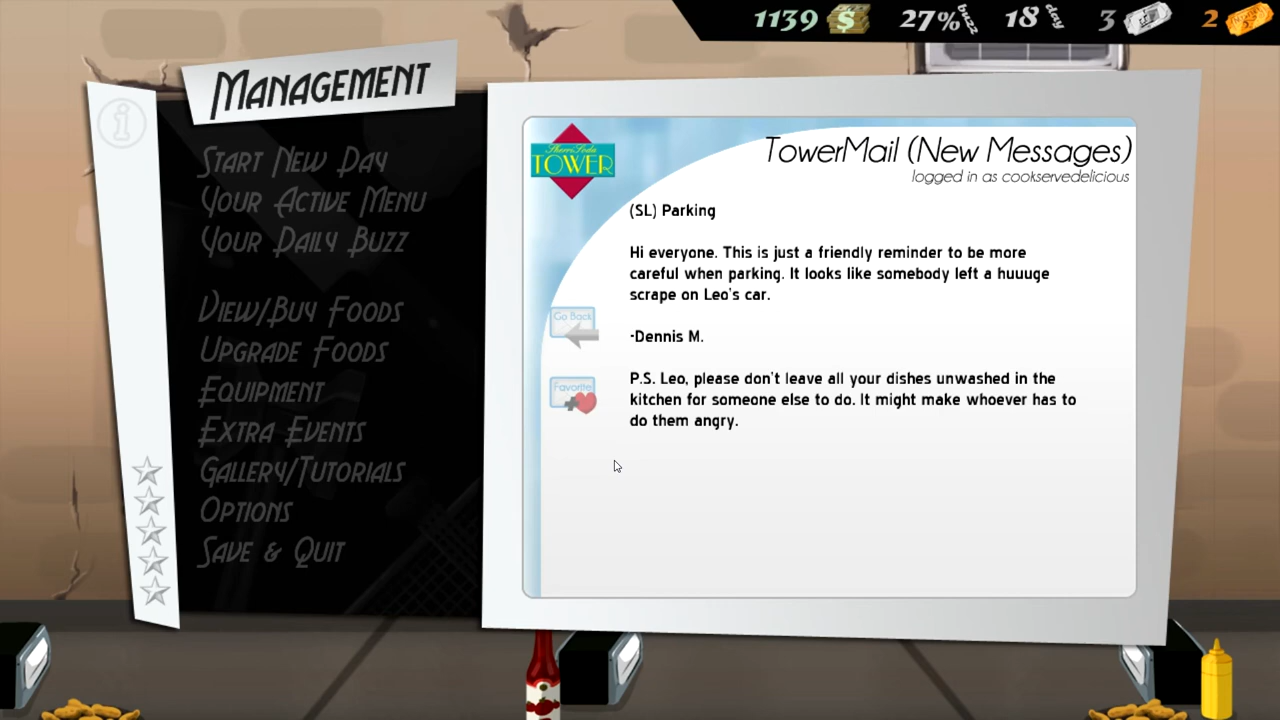 1139 $ 27% buzz 18 day 3 2
MANAGEMENT
START NEW DAY
YOUR ACTIVE MENU
YOUR DAILY BUZZ
VIEW/BUY FOODS
UPGRADE FOODS
EQUIPMENT
EXTRA EVENTS
GALLERY/TUTORIALS
OPTIONS
SAVE & QUIT
SherriSoda
TOWER
TowerMail (New Messages)
logged in as cookservedelicious
(SL) Parking
Hi everyone. This is just a friendly reminder to be more
careful when parking. It looks like somebody left a huuuge
scrape on Leo's car.
Go Back
-Dennis M.
Favorite
P.S. Leo, please don't leave all your dishes unwashed in the
kitchen for someone else to do. It might make whoever has to
do them angry.